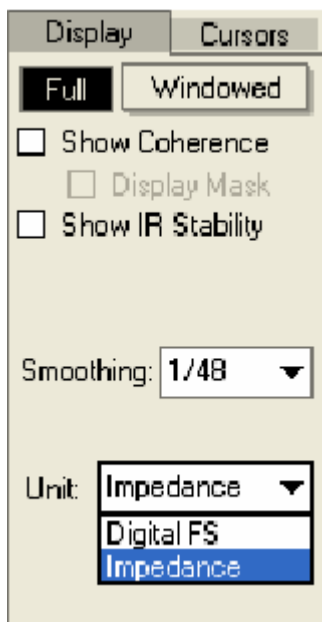 Display Cursors
Full Windowed
Show Coherence
Display Mask
Show IR Stability
Smoothing: 1/48
Unit: Impedance
Digital FS
Impedance